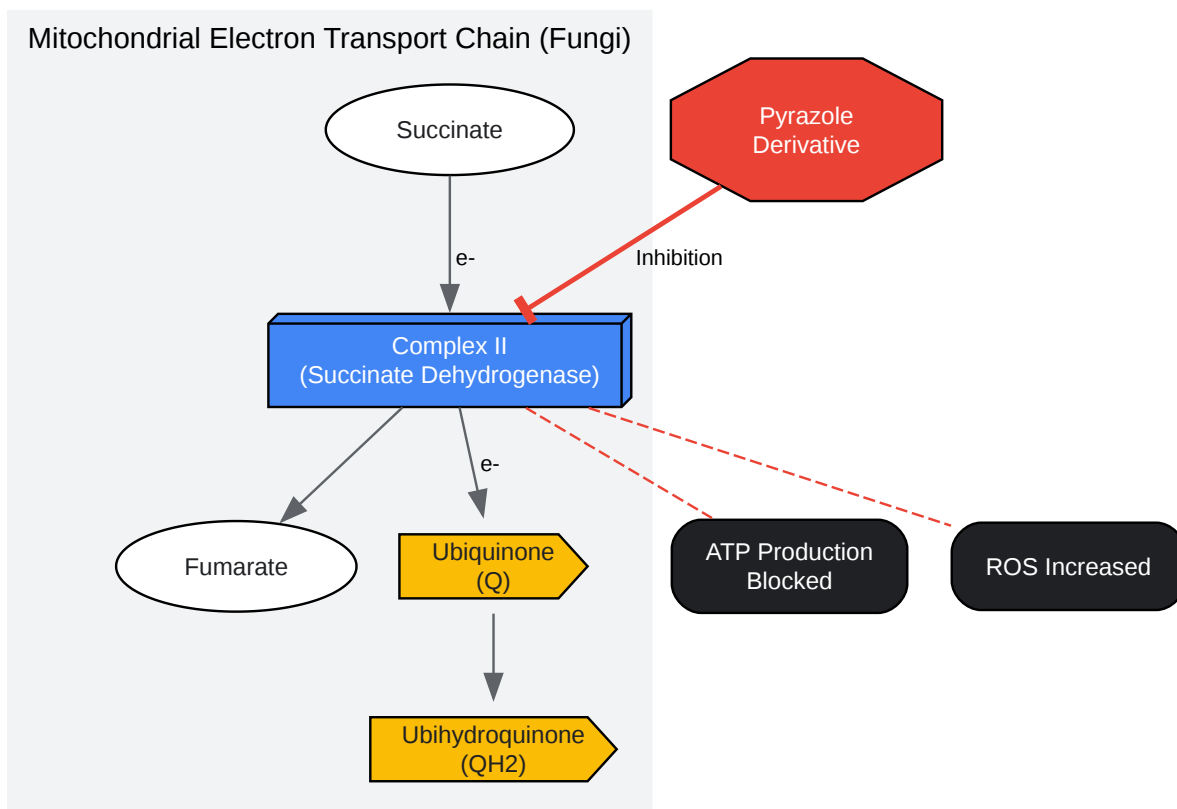 Mitochondrial Electron Transport Chain (Fungi)
Succinate
Pyrazole
Derivative
e-
Inhibition
Complex II
(Succinate Dehydrogenase)
e-
Fumarate
Ubiquinone
(Q)
ATP Production
Blocked
ROS Increased
Ubihydroquinone
(QH2)